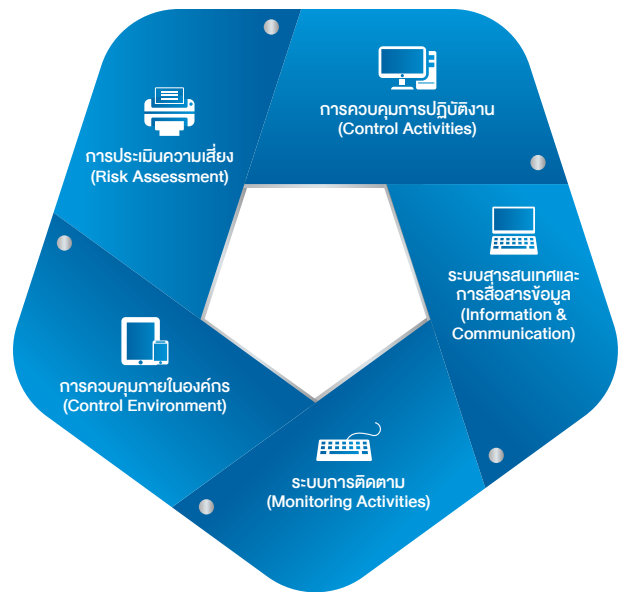 การควบคุมการปฏิบัติงาน
(Control Activities)
การประเมินความเสี่ยง
(Risk Assessment)
ระบบสารสนเทศและ
การสื่อสารข้อมูล
(Information &
Communication)
การควบคุมภายในองค์กร
(Control Environment)
ระบบการติดตาม
(Monitoring Activities)